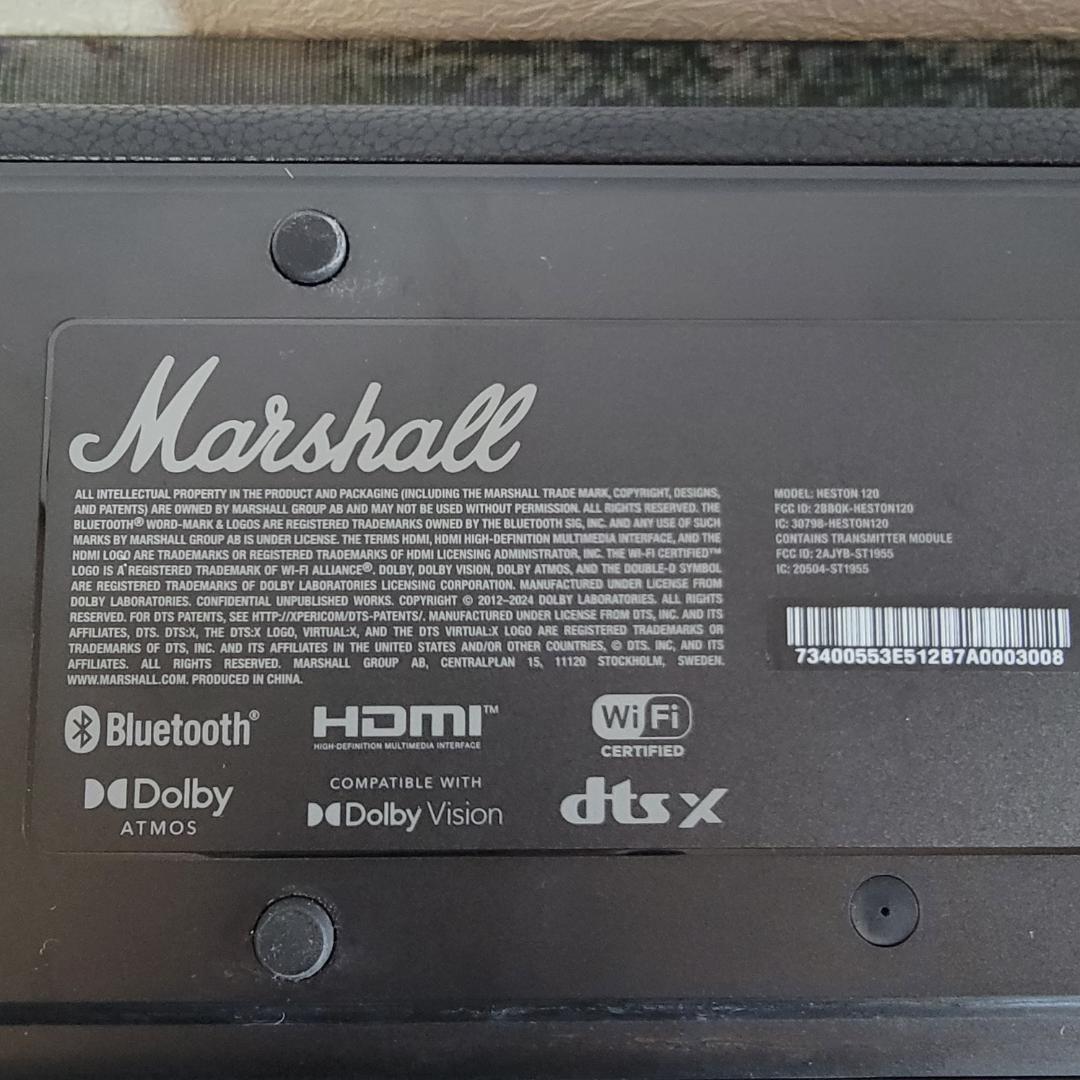 Marshall
ALL INTELLECTUAL PROPERTY IN THE PRODUCT AND PACKAGING (INCLUDING THE MARSHALL TRADE MARK, COPYRIGHT, DESIGNS,
AND PATENTS) ARE OWNED BY MARSHALL GROUP AB AND MAY NOT BE USED WITHOUT PERMISSION. ALL RIGHTS RESERVED. THE
BLUETOOTH® WORD-MARK & LOGOS ARE REGISTERED TRADEMARKS OWNED BY THE BLUETOOTH SIG, INC. AND ANY USE OF SUCH
MARKS BY MARSHALL GROUP AB IS UNDER LICENSE. THE TERMS HDMI, HDMI HIGH-DEFINITION MULTIMEDIA INTERFACE, AND THE
HDMI LOGO ARE TRADEMARKS OR REGISTERED TRADEMARKS OF HDMI LICENSING ADMINISTRATOR, INC. THE WI-FI CERTIFIED™
LOGO IS A REGISTERED TRADEMARK OF WI-FI ALLIANCE®. DOLBY, DOLBY VISION, DOLBY ATMOS, AND THE DOUBLE-D SYMBOL
ARE REGISTERED TRADEMARKS OF DOLBY LABORATORIES LICENSING CORPORATION. MANUFACTURED UNDER LICENSE FROM
DOLBY LABORATORIES. CONFIDENTIAL UNPUBLISHED WORKS. COPYRIGHT © 2012–2024 DOLBY LABORATORIES. ALL RIGHTS
RESERVED. FOR DTS PATENTS, SEE HTTP://XPERI.COM/DTS-PATENTS/. MANUFACTURED UNDER LICENSE FROM DTS, INC. AND ITS
AFFILIATES, DTS. DTS:X, THE DTS:X LOGO, VIRTUAL:X, AND THE DTS VIRTUAL:X LOGO ARE REGISTERED TRADEMARKS OR
TRADEMARKS OF DTS, INC. AND ITS AFFILIATES IN THE UNITED STATES AND/OR OTHER COUNTRIES, © DTS. INC, AND ITS
AFFILIATES. ALL RIGHTS RESERVED. MARSHALL GROUP AB, CENTRALPLAN 15, 11120 STOCKHOLM, SWEDEN.
WWW.MARSHALL.COM. PRODUCED IN CHINA.
MODEL: HESTON 120
FCC ID: 2BBQK-HESTON120
IC: 30798-HESTON120
CONTAINS TRANSMITTER MODULE
FCC ID: 2AJYB-ST1955
IC: 20504-ST1955
73400553E512B7A0003008
Bluetooth®
HDMI™
HIGH-DEFINITION MULTIMEDIA INTERFACE
Wi Fi
CERTIFIED
Dolby
ATMOS
COMPATIBLE WITH
Dolby Vision
dts x